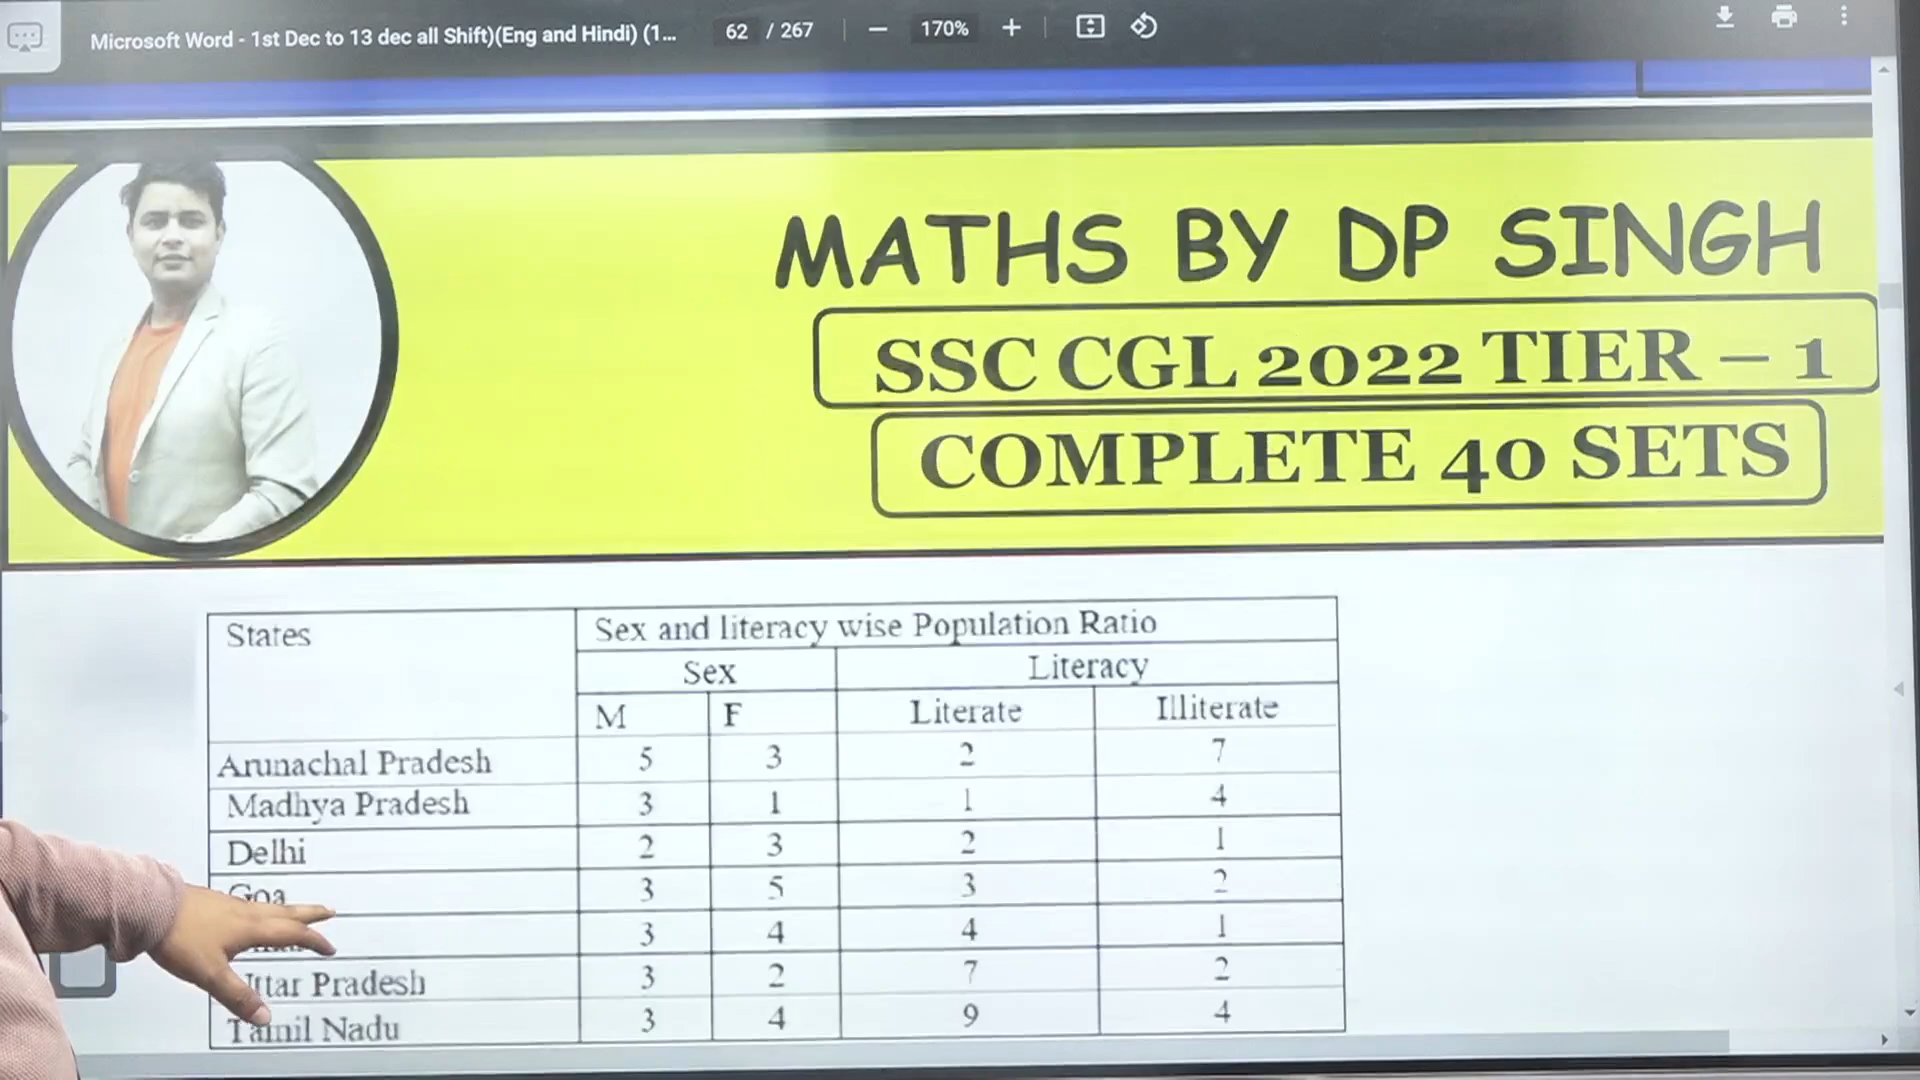 Microsoft Word - 1st Dec to 13 dec all Shift)(Eng and Hindi) (1... 62 / 267 170%
MATHS BY DP SINGH
SSC CGL 2022 TIER – 1
COMPLETE 40 SETS
States Sex and literacy wise Population Ratio
Sex Literacy
M F Literate Illiterate
Arunachal Pradesh 5 3 2 7
Madhya Pradesh 3 1 1 4
Delhi 2 3 2 1
Goa 3 5 3 2
3 4 4 1
Uttar Pradesh 3 2 7 2
Tamil Nadu 3 4 9 4